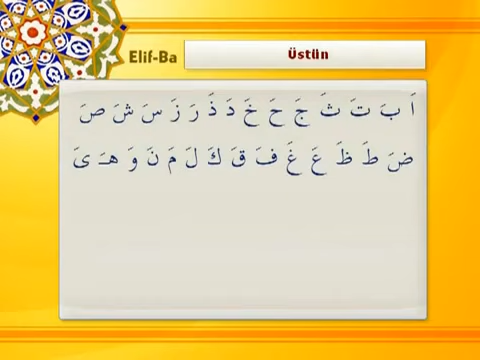 Elif-Ba
Üstün
اَ بَ تَ ثَ جَ حَ خَ دَ ذَ رَ زَ سَ شَ صَ
ضَ طَ ظَ عَ غَ فَ قَ كَ لَ مَ نَ وَ هَـ یَ